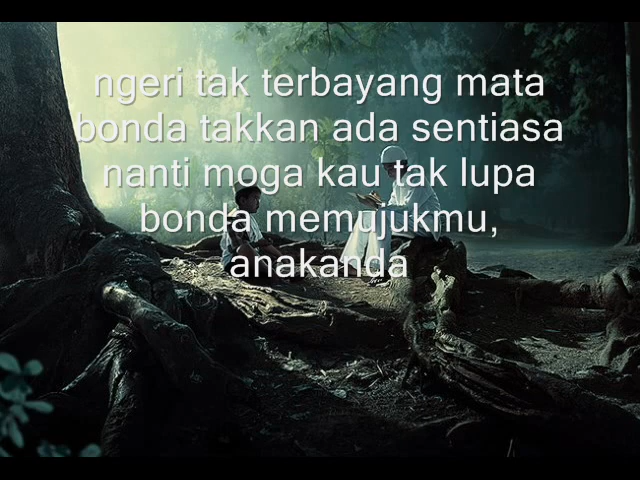 ngeri tak terbayang mata
bonda takkan ada sentiasa
nanti moga kau tak lupa
bonda memujukmu,
anakanda